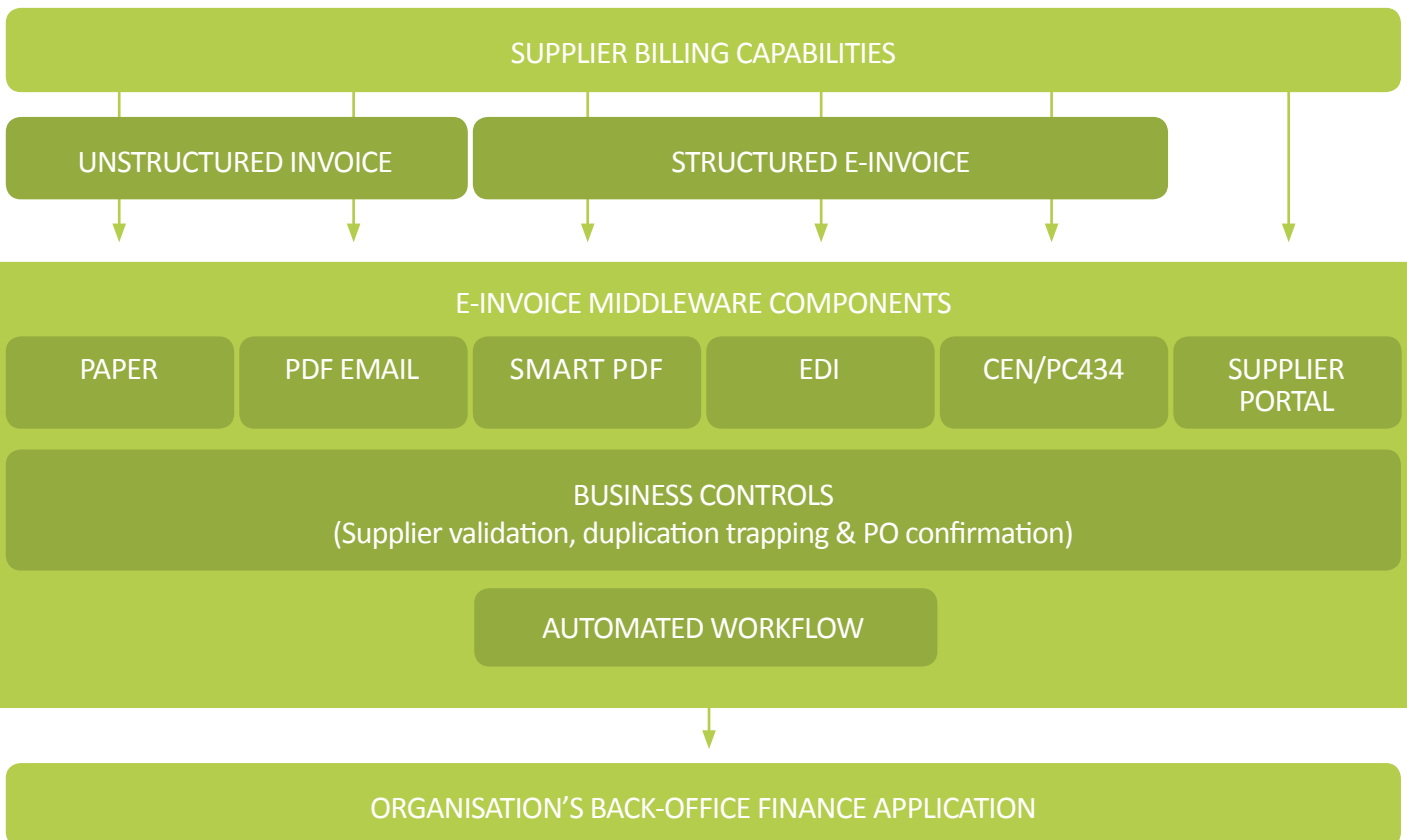 SUPPLIER BILLING CAPABILITIES
UNSTRUCTURED INVOICE
STRUCTURED E-INVOICE
E-INVOICE MIDDLEWARE COMPONENTS
PAPER
PDF EMAIL
SMART PDF
EDI
CEN/PC434
SUPPLIER
PORTAL
BUSINESS CONTROLS
(Supplier validation, duplication trapping & PO confirmation)
AUTOMATED WORKFLOW
ORGANISATION’S BACK-OFFICE FINANCE APPLICATION